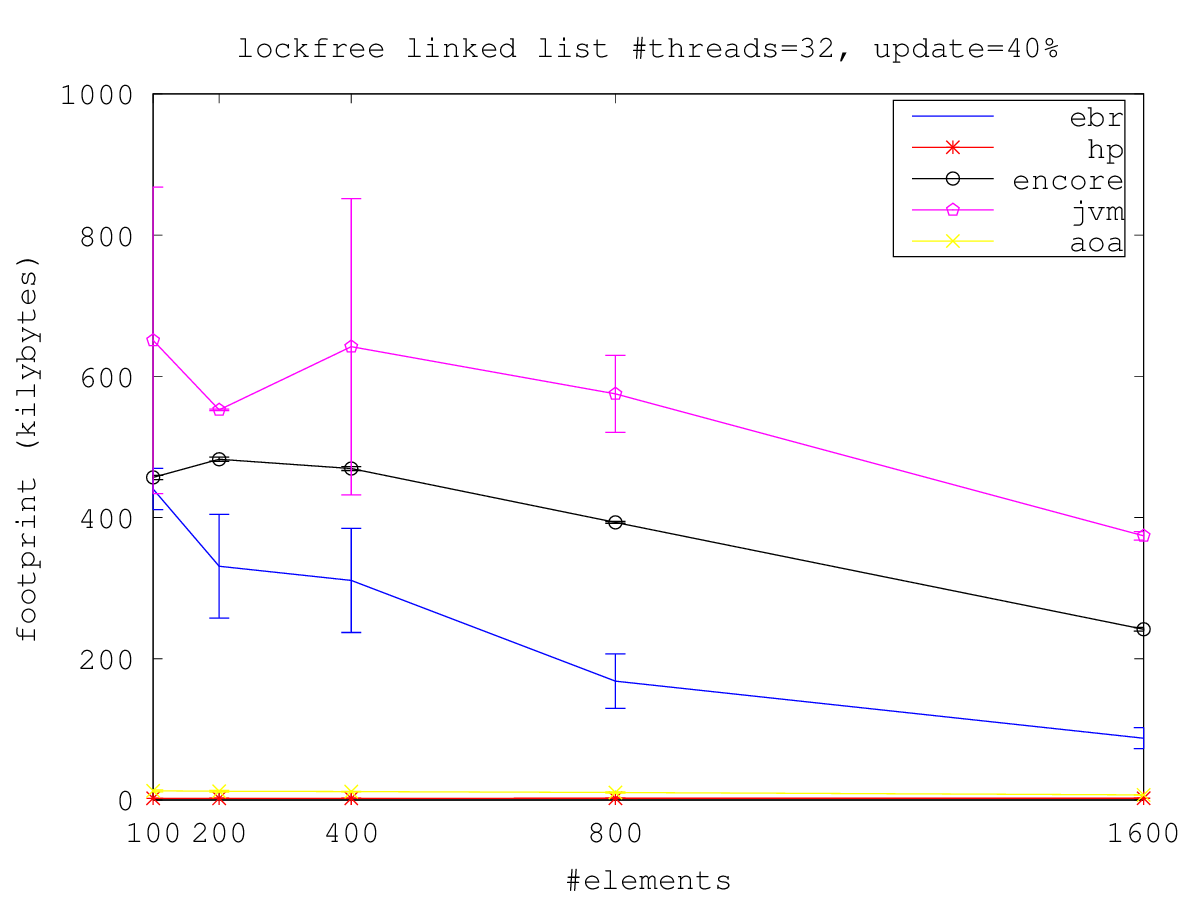 lockfree linked list #threads=32, update=40%
1000
800
600
400
200
0
footprint (kilybytes)
ebr
hp
encore
jvm
aoa
100 200 400 800 1600
#elements